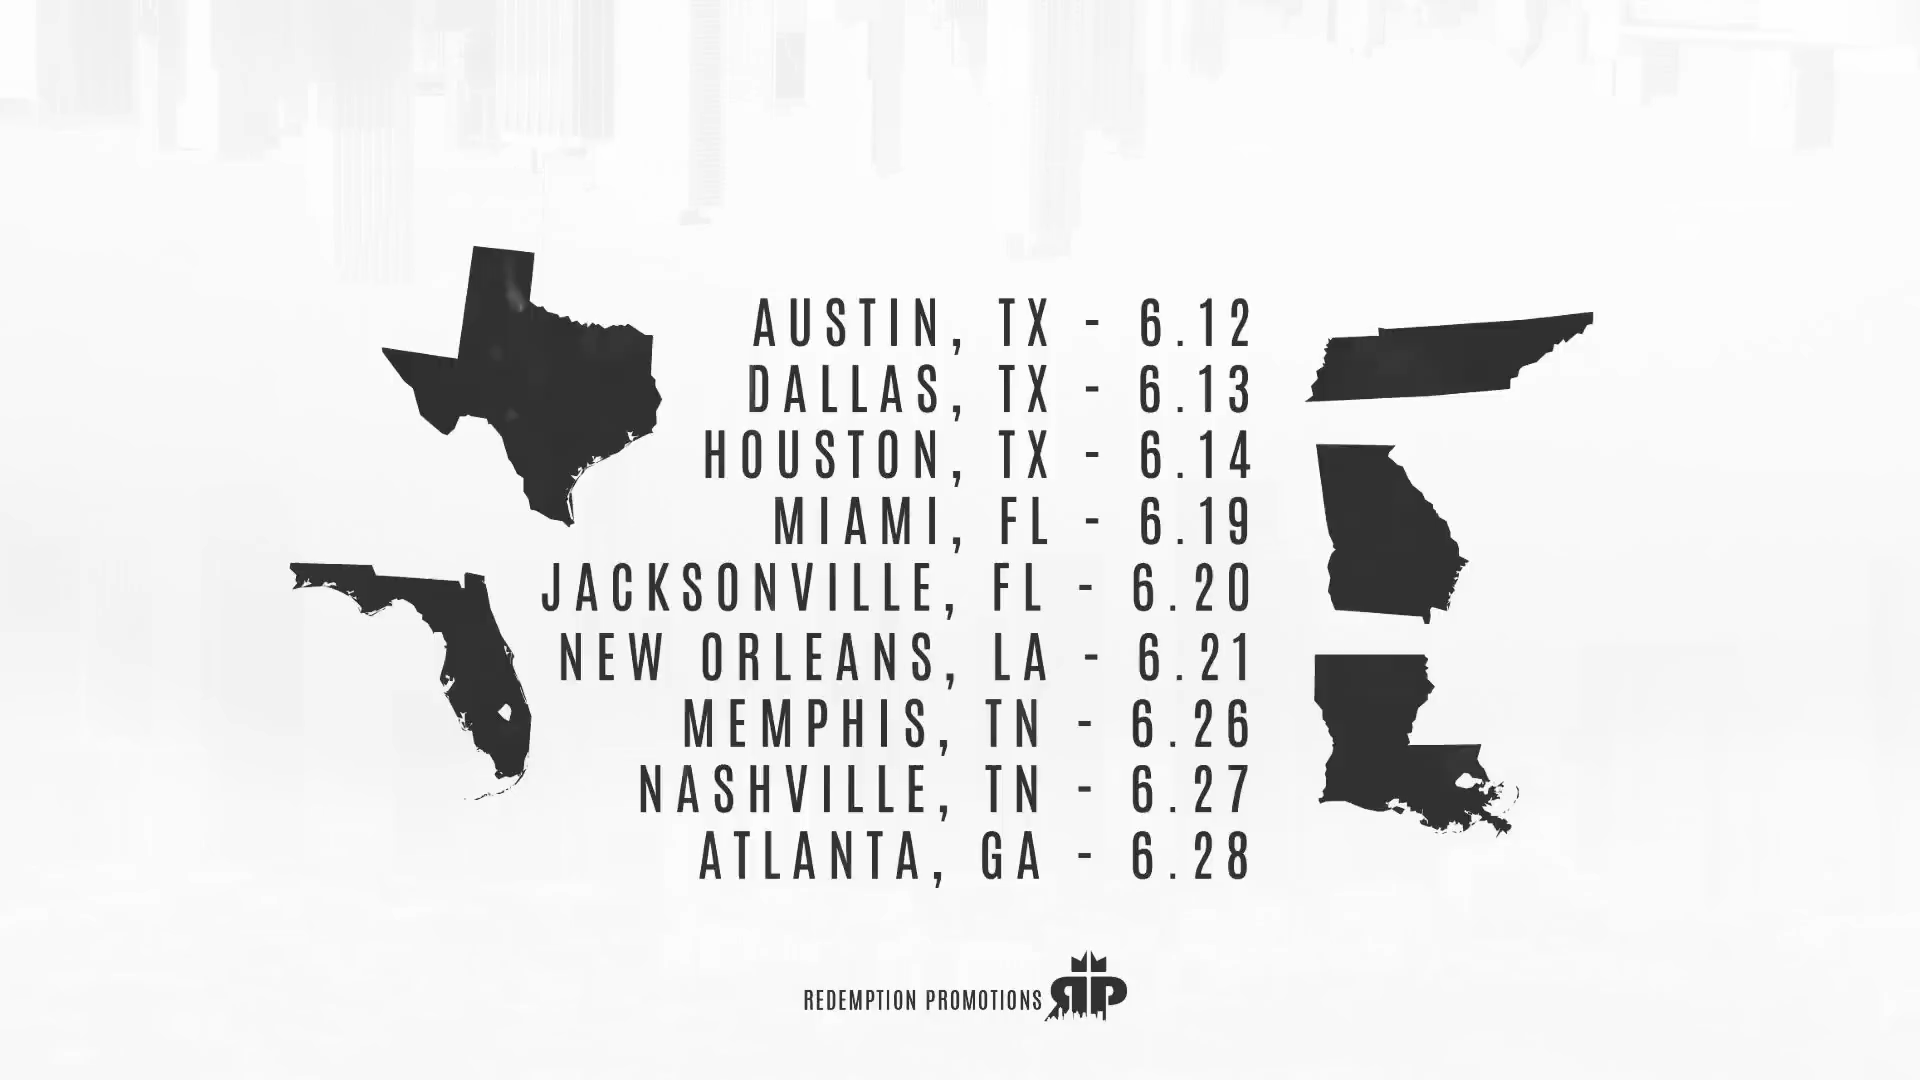 AUSTIN, TX - 6.12
DALLAS, TX - 6.13
HOUSTON, TX - 6.14
MIAMI, FL - 6.19
JACKSONVILLE, FL - 6.20
NEW ORLEANS, LA - 6.21
MEMPHIS, TN - 6.26
NASHVILLE, TN - 6.27
ATLANTA, GA - 6.28
REDEMPTION PROMOTIONS RP